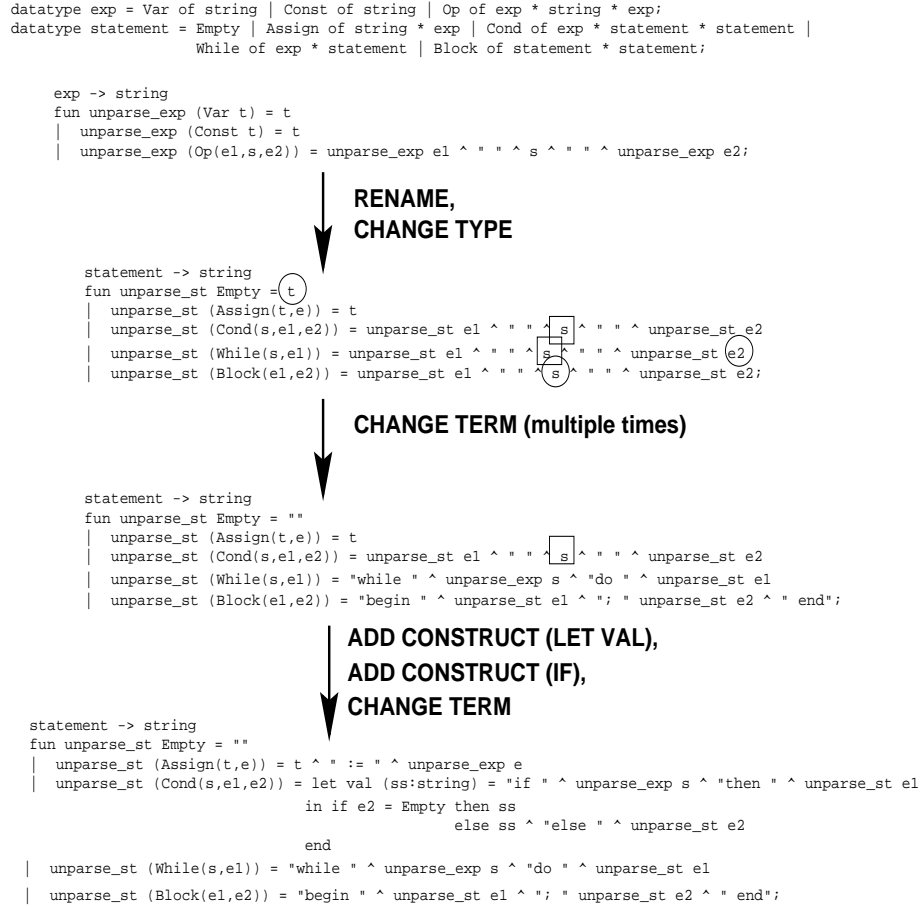 datatype exp = Var of string | Const of string | Op of exp * string * exp;
datatype statement = Empty | Assign of string * exp | Cond of exp * statement * statement |
While of exp * statement | Block of statement * statement;
exp -> string
fun unparse_exp (Var t) = t
| unparse_exp (Const t) = t
| unparse_exp (Op(e1,s,e2)) = unparse_exp e1 ^ " " ^ s ^ " " ^ unparse_exp e2;
RENAME,
CHANGE TYPE
statement -> string
fun unparse_st Empty = t
| unparse_st (Assign(t,e)) = t
| unparse_st (Cond(s,e1,e2)) = unparse_st e1 ^ " " ^ s ^ " " ^ unparse_st e2
| unparse_st (While(s,e1)) = unparse_st e1 ^ " " ^ s ^ " " ^ unparse_st e2
| unparse_st (Block(e1,e2)) = unparse_st e1 ^ " " ^ s ^ " " ^ unparse_st e2;
CHANGE TERM (multiple times)
statement -> string
fun unparse_st Empty = ""
| unparse_st (Assign(t,e)) = t
| unparse_st (Cond(s,e1,e2)) = unparse_st e1 ^ " " ^ s ^ " " ^ unparse_st e2
| unparse_st (While(s,e1)) = "while " ^ unparse_exp s ^ "do " ^ unparse_st e1
| unparse_st (Block(e1,e2)) = "begin " ^ unparse_st e1 ^ "; " unparse_st e2 ^ " end";
ADD CONSTRUCT (LET VAL),
ADD CONSTRUCT (IF),
CHANGE TERM
statement -> string
fun unparse_st Empty = ""
| unparse_st (Assign(t,e)) = t ^ " := " ^ unparse_exp e
| unparse_st (Cond(s,e1,e2)) = let val (ss:string) = "if " ^ unparse_exp s ^ "then " ^ unparse_st e1
in if e2 = Empty then ss
else ss ^ "else " ^ unparse_st e2
end
| unparse_st (While(s,e1)) = "while " ^ unparse_exp s ^ "do " ^ unparse_st e1
| unparse_st (Block(e1,e2)) = "begin " ^ unparse_st e1 ^ "; " unparse_st e2 ^ " end";